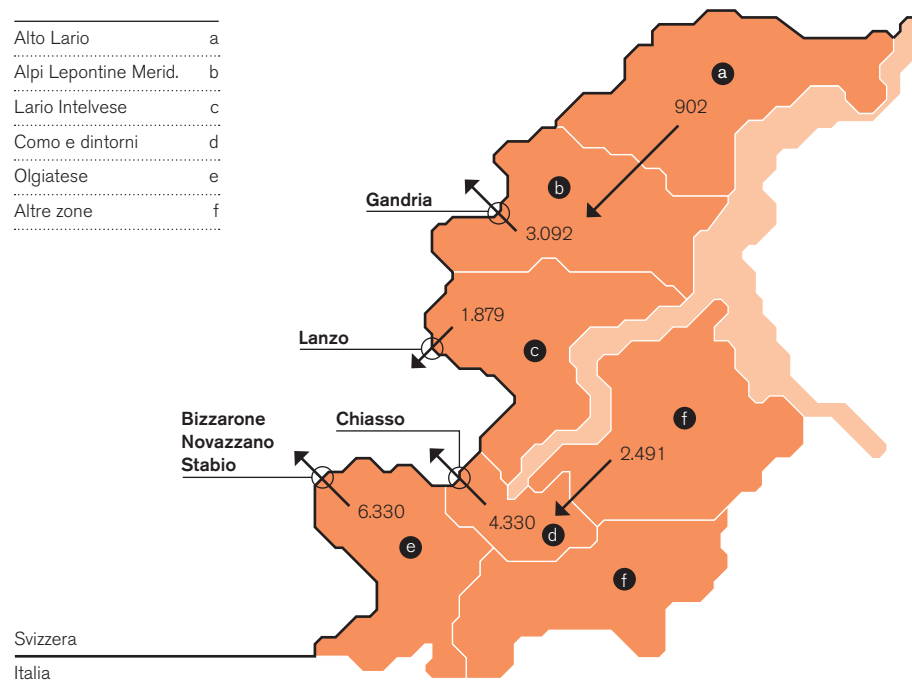 Alto Lario a
Alpi Lepontine Merid. b
Lario Intelvese c
Como e dintorni d
Olgiatese e
Altre zone f
a
902
b
Gandria
3.092
1.879
Lanzo
c
Bizzarone
Novazzano
Stabio
Chiasso
f
2.491
6.330
4.330
d
e
f
Svizzera
Italia